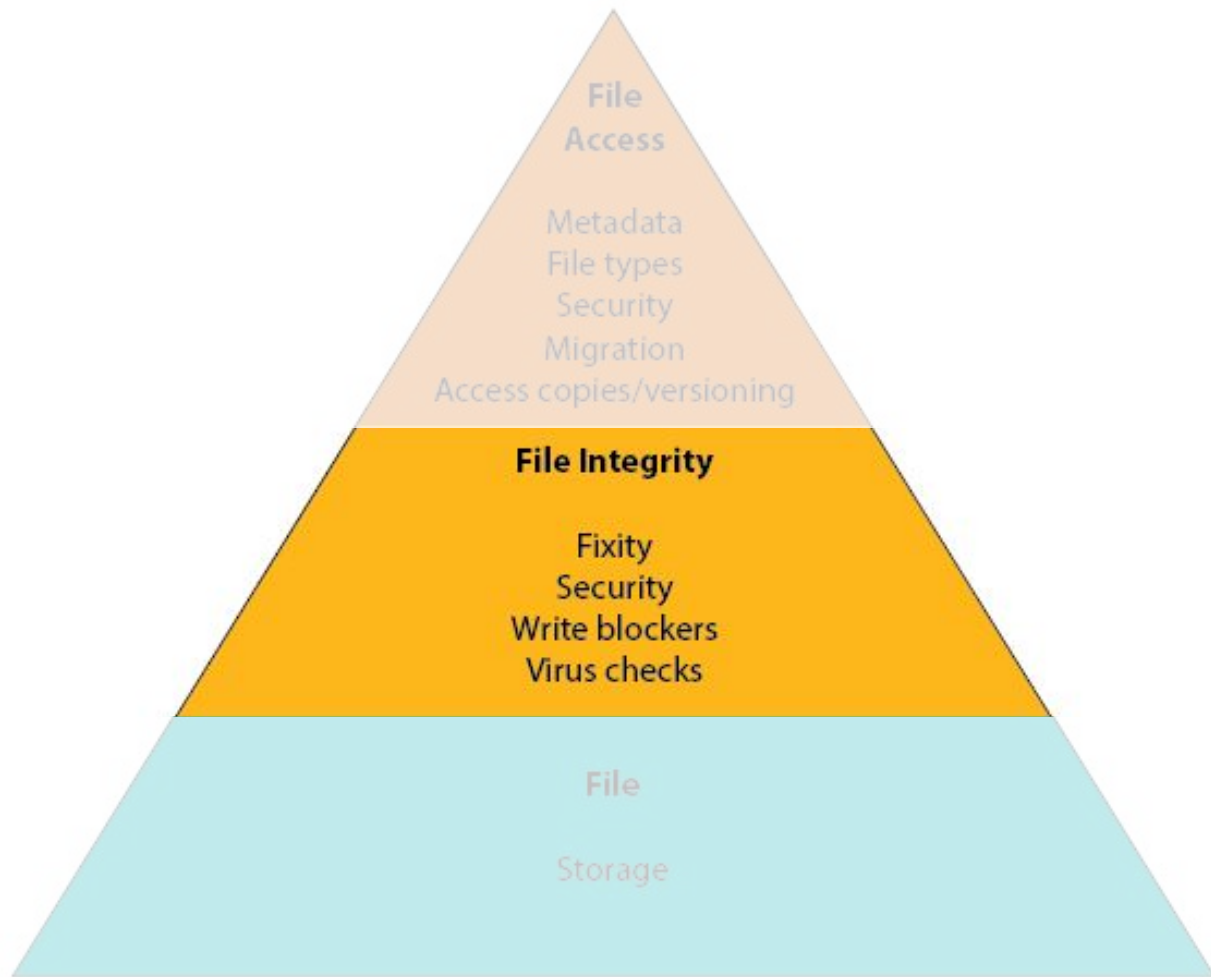 File
Access
Metadata
File types
Security
Migration
Access copies/versioning
File Integrity
Fixity
Security
Write blockers
Virus checks
File
Storage